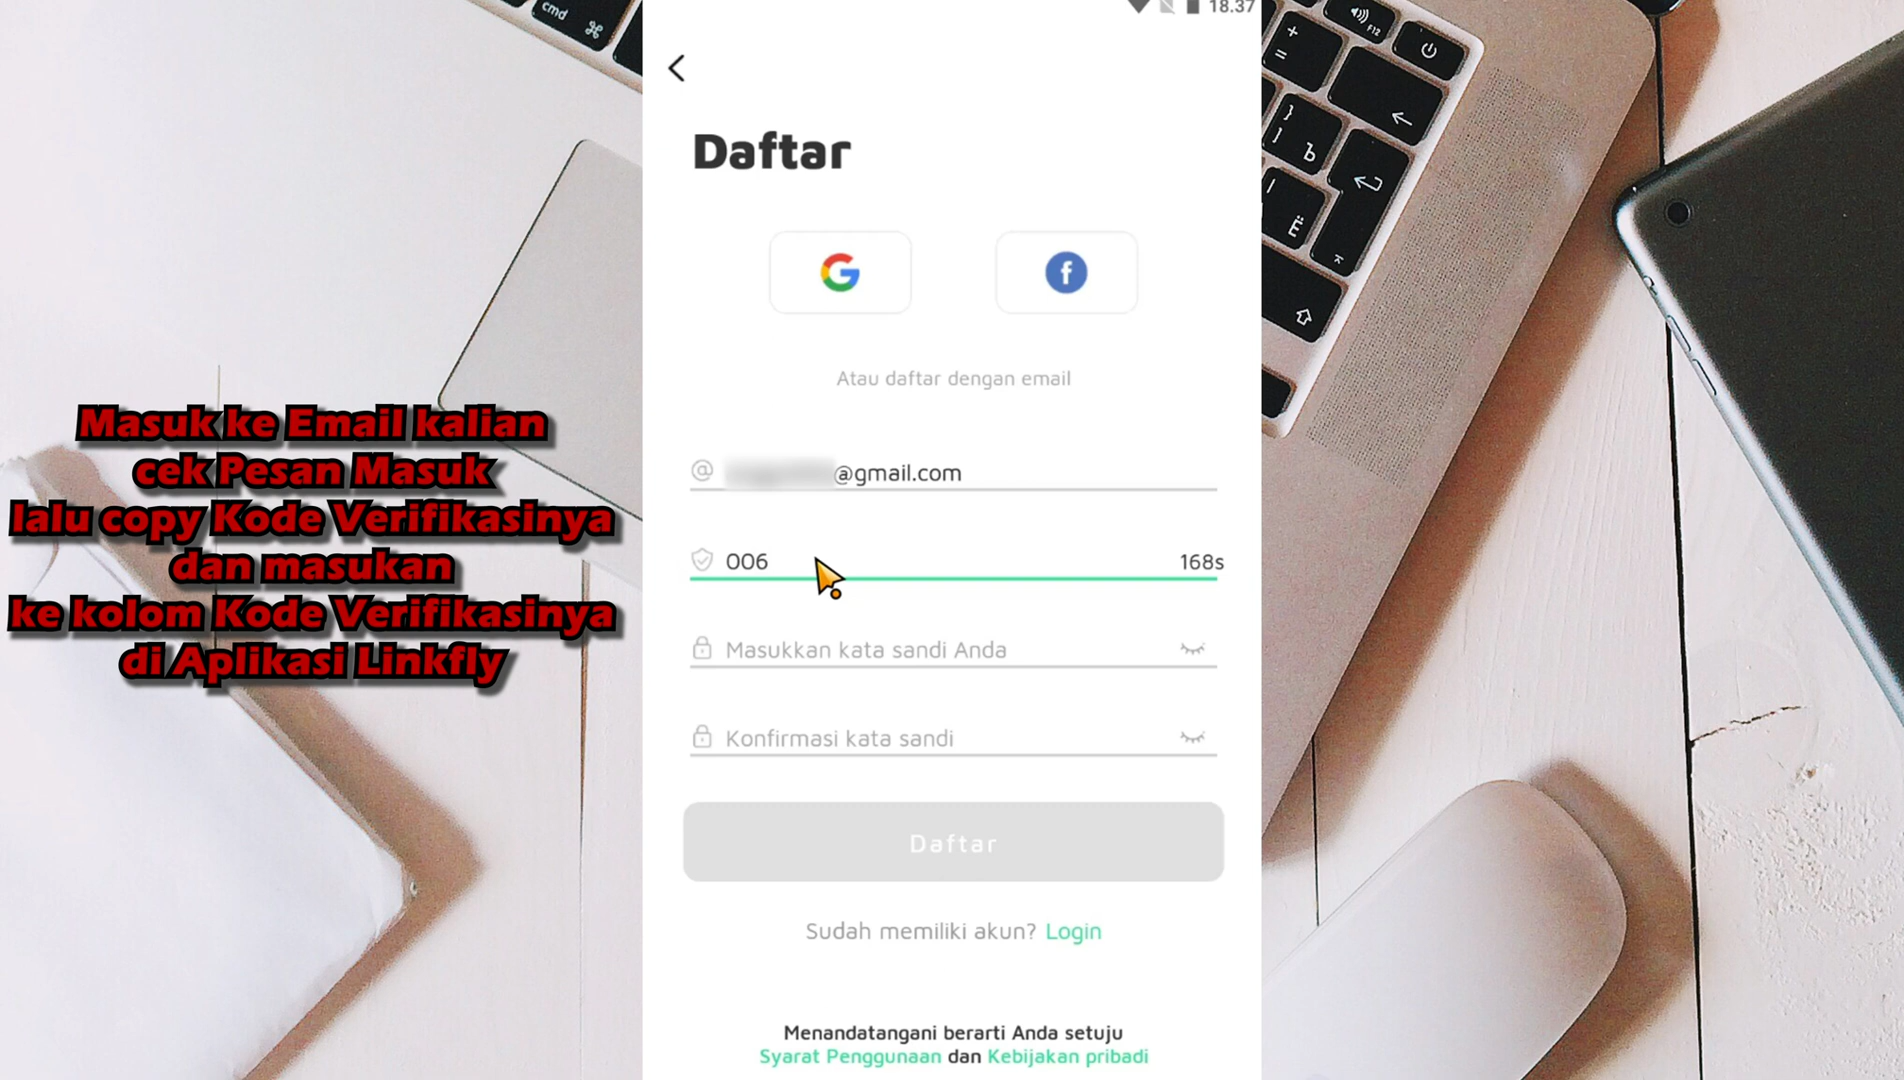 cmd ⌘
18.37
F12
+
=
}
]
Ъ
/
Ё
Daftar
G
f
Atau daftar dengan email
@gmail.com
006
168s
Masukkan kata sandi Anda
Konfirmasi kata sandi
Daftar
Sudah memiliki akun? Login
Menandatangani berarti Anda setuju
Syarat Penggunaan dan Kebijakan pribadi
Masuk ke Email kalian
cek Pesan Masuk
lalu copy Kode Verifikasinya
dan masukan
ke kolom Kode Verifikasinya
di Aplikasi Linkfly